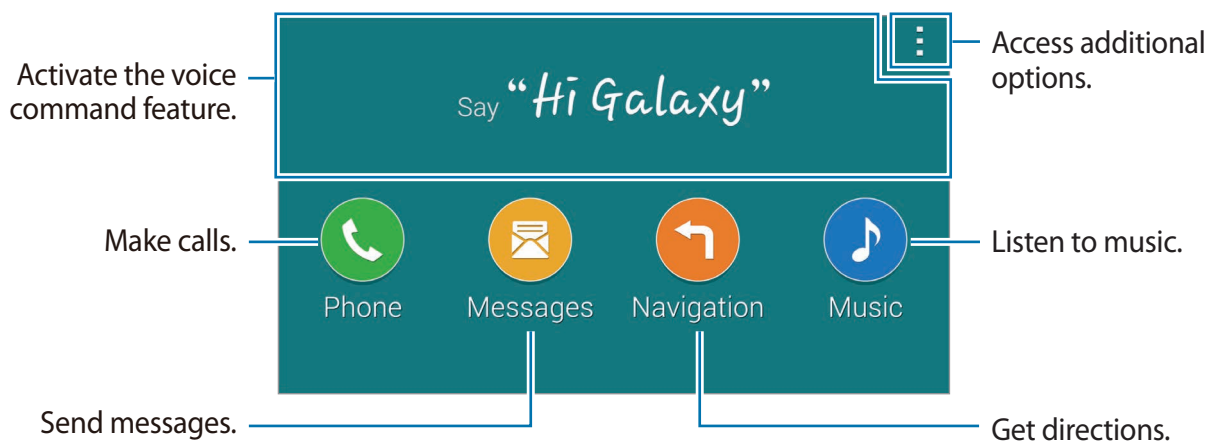 Activate the voice
command feature.
Say “Hi Galaxy”
Access additional
options.
Make calls.
Listen to music.
Phone
Messages
Navigation
Music
Send messages.
Get directions.